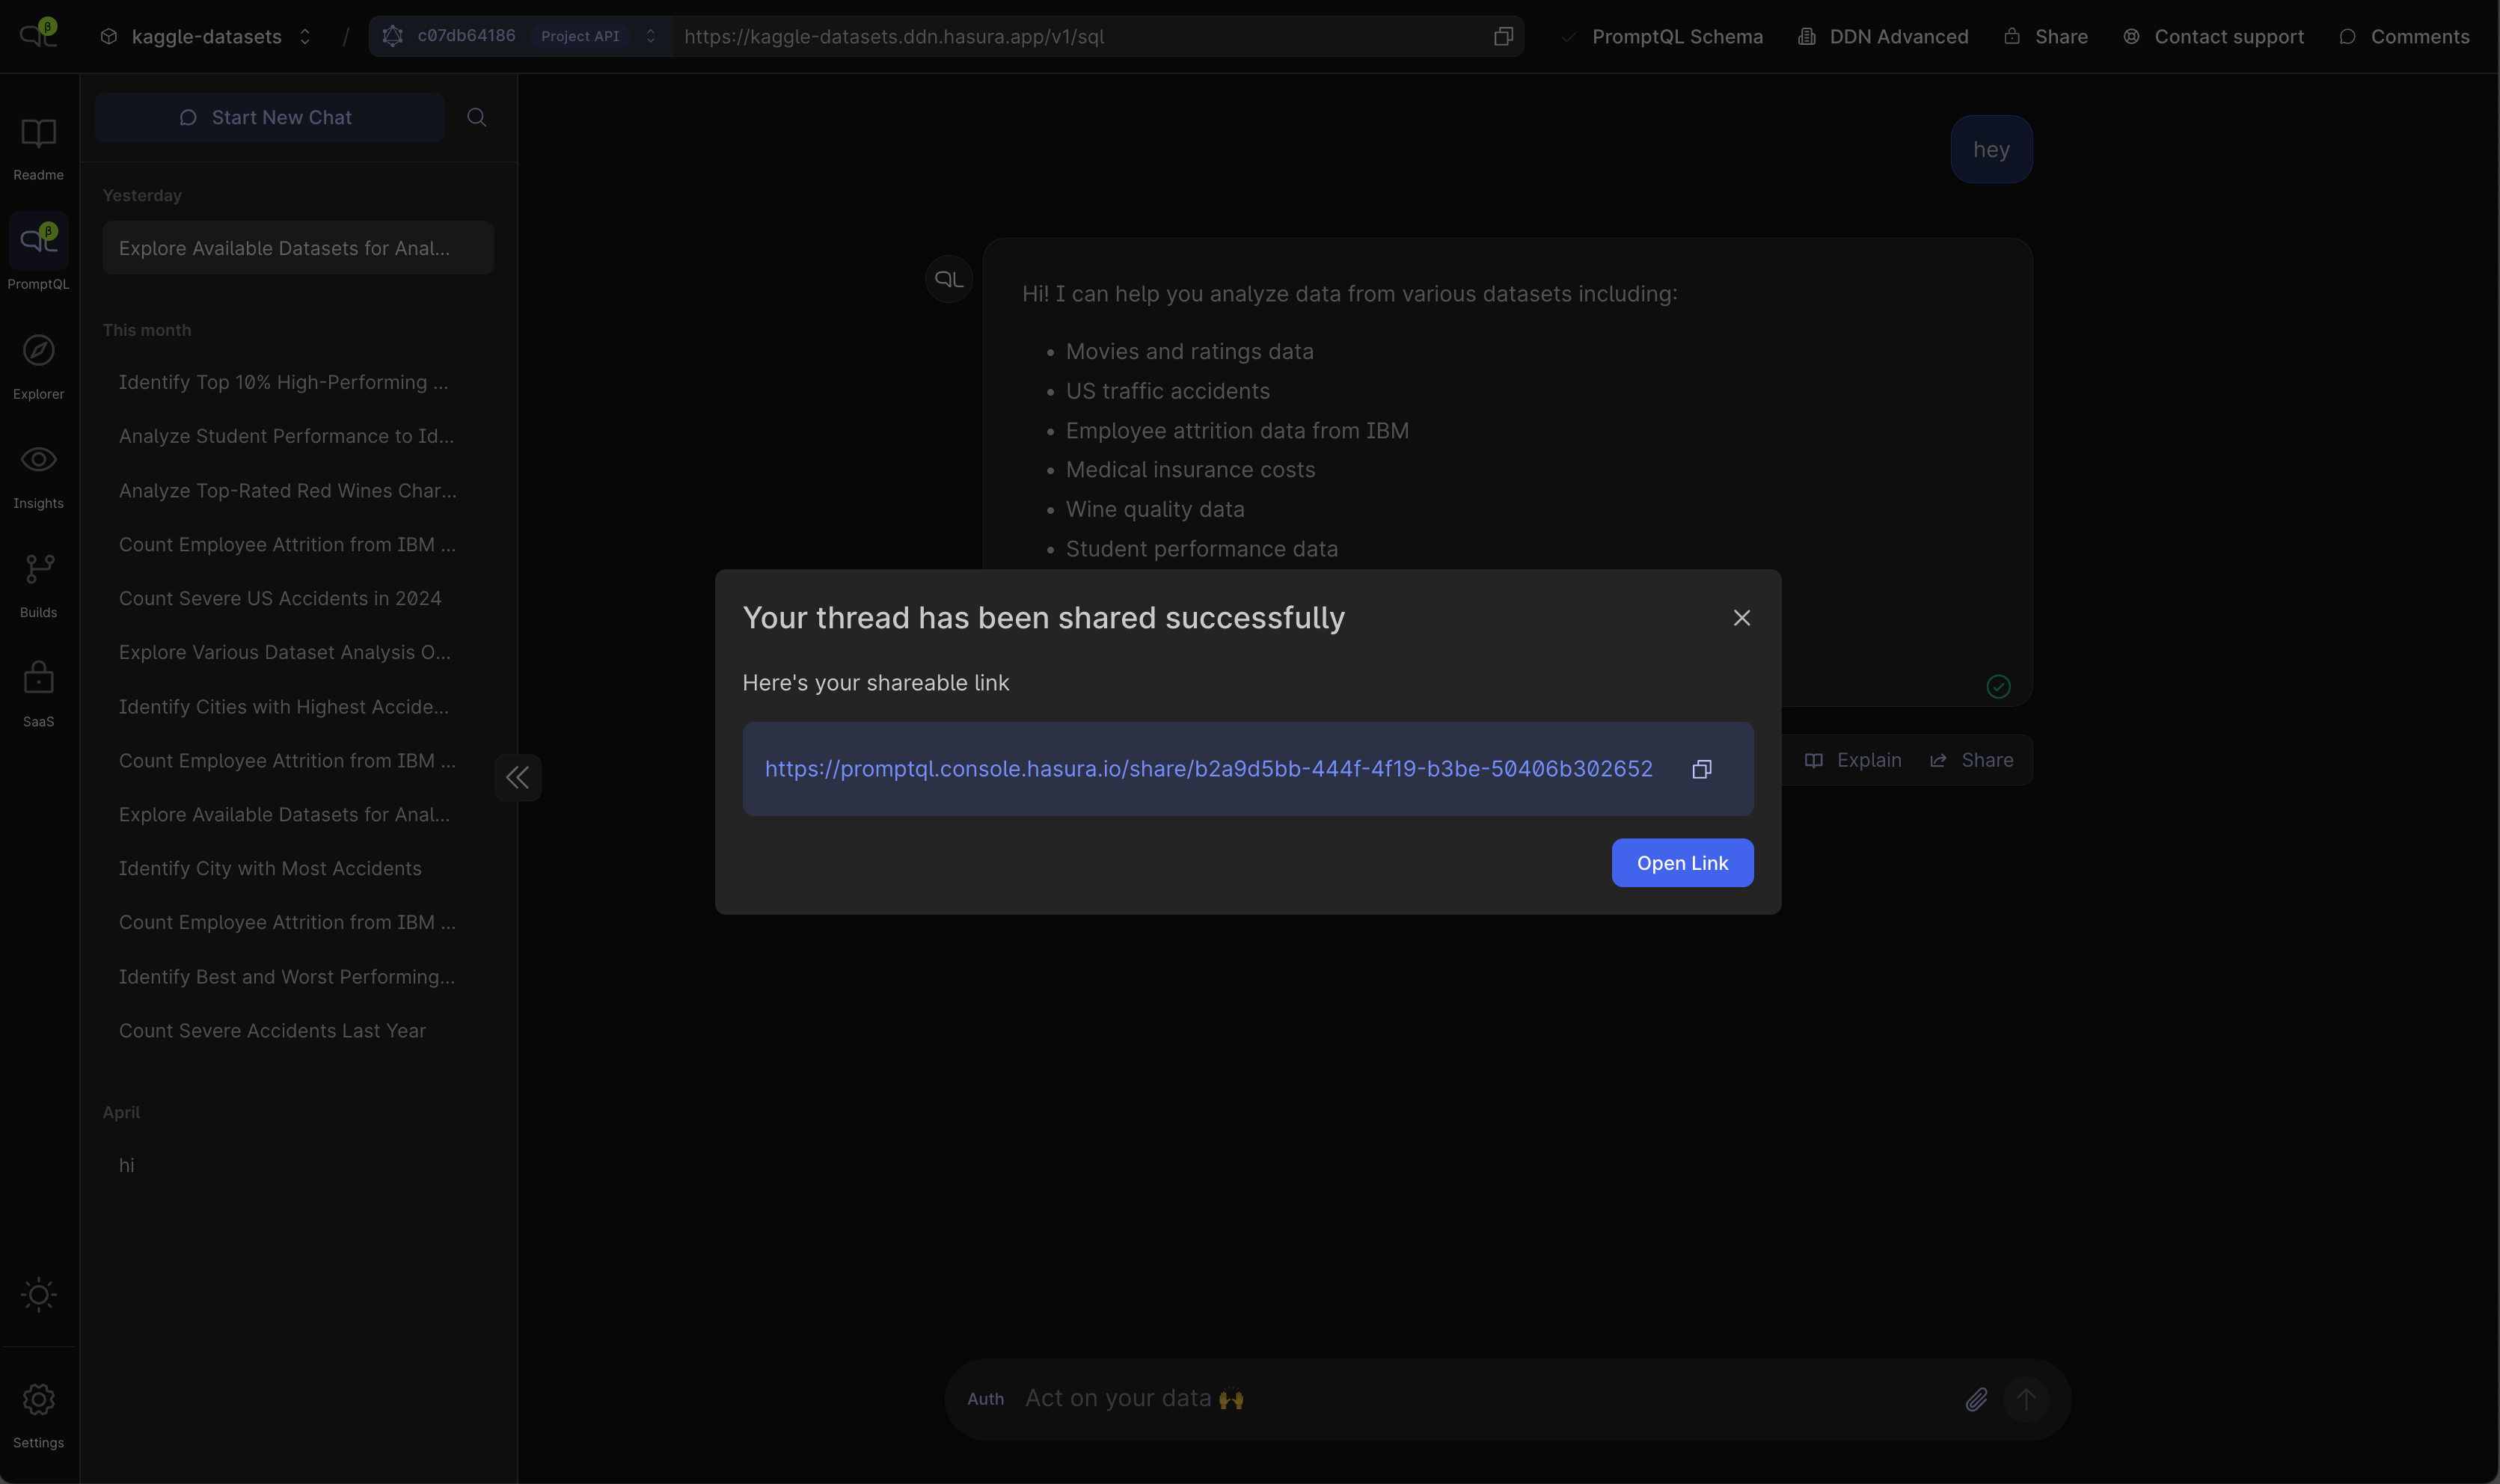 β
kaggle-datasets
/
c07db64186
Project API
https://kaggle-datasets.ddn.hasura.app/v1/sql
PromptQL Schema
DDN Advanced
Share
Contact support
Comments
Readme
β
PromptQL
Explorer
Insights
Builds
SaaS
Settings
Start New Chat
Yesterday
Explore Available Datasets for Anal...
This month
Identify Top 10% High-Performing ...
Analyze Student Performance to Id...
Analyze Top-Rated Red Wines Char...
Count Employee Attrition from IBM ...
Count Severe US Accidents in 2024
Explore Various Dataset Analysis O...
Identify Cities with Highest Accide...
Count Employee Attrition from IBM ...
Explore Available Datasets for Anal...
Identify City with Most Accidents
Count Employee Attrition from IBM ...
Identify Best and Worst Performing...
Count Severe Accidents Last Year
April
hi
hey
Hi! I can help you analyze data from various datasets including:
• Movies and ratings data
• US traffic accidents
• Employee attrition data from IBM
• Medical insurance costs
• Wine quality data
• Student performance data
Your thread has been shared successfully
Here's your shareable link
https://promptql.console.hasura.io/share/b2a9d5bb-444f-4f19-b3be-50406b302652
Open Link
Explain
Share
Auth
Act on your data 🙌